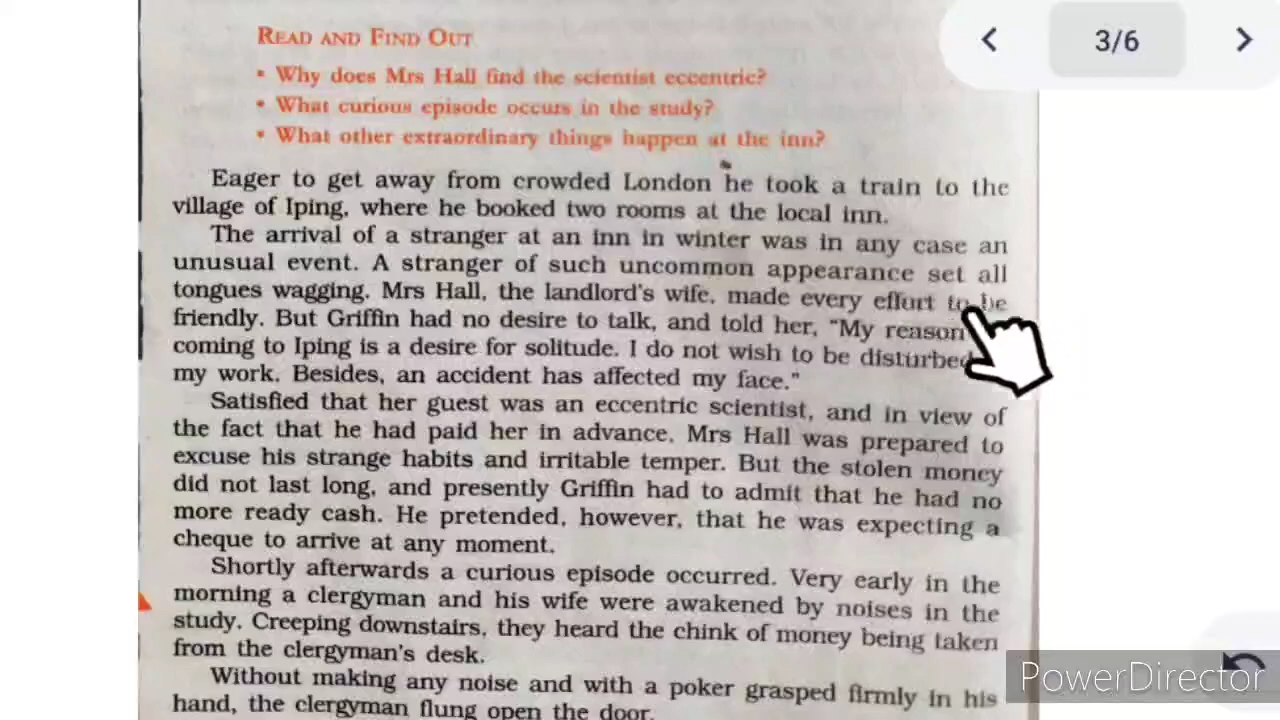 READ AND FIND OUT
• Why does Mrs Hall find the scientist eccentric?
• What curious episode occurs in the study?
• What other extraordinary things happen at the inn?
3/6
Eager to get away from crowded London he took a train to the
village of Iping, where he booked two rooms at the local inn.
The arrival of a stranger at an inn in winter was in any case an
unusual event. A stranger of such uncommon appearance set all
tongues wagging. Mrs Hall, the landlord's wife, made every effort to be
friendly. But Griffin had no desire to talk, and told her, "My reason
coming to Iping is a desire for solitude. I do not wish to be disturbed
my work. Besides, an accident has affected my face."
Satisfied that her guest was an eccentric scientist, and in view of
the fact that he had paid her in advance, Mrs Hall was prepared to
excuse his strange habits and irritable temper. But the stolen money
did not last long, and presently Griffin had to admit that he had no
more ready cash. He pretended, however, that he was expecting a
cheque to arrive at any moment.
Shortly afterwards a curious episode occurred. Very early in the
morning a clergyman and his wife were awakened by noises in the
study. Creeping downstairs, they heard the chink of money being taken
from the clergyman's desk.
Without making any noise and with a poker grasped firmly in his
hand, the clergyman flung open the door.
PowerDirector